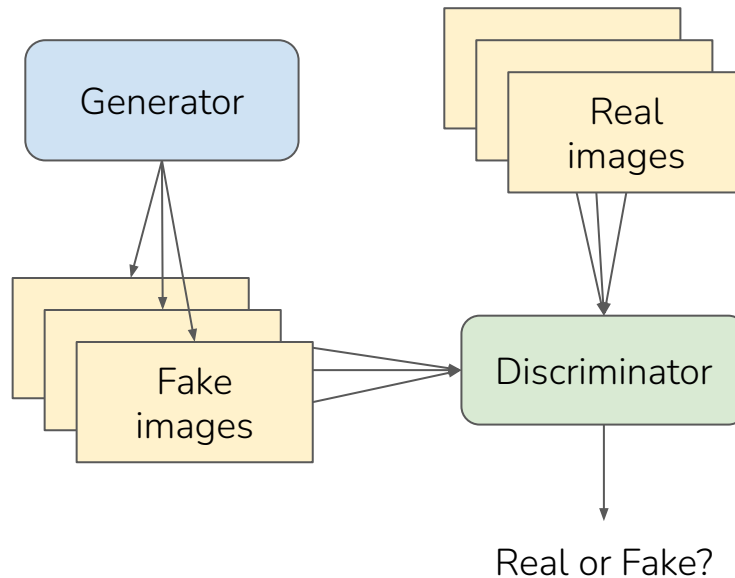 Generator
Real
images
Fake
images
Discriminator
Real or Fake?